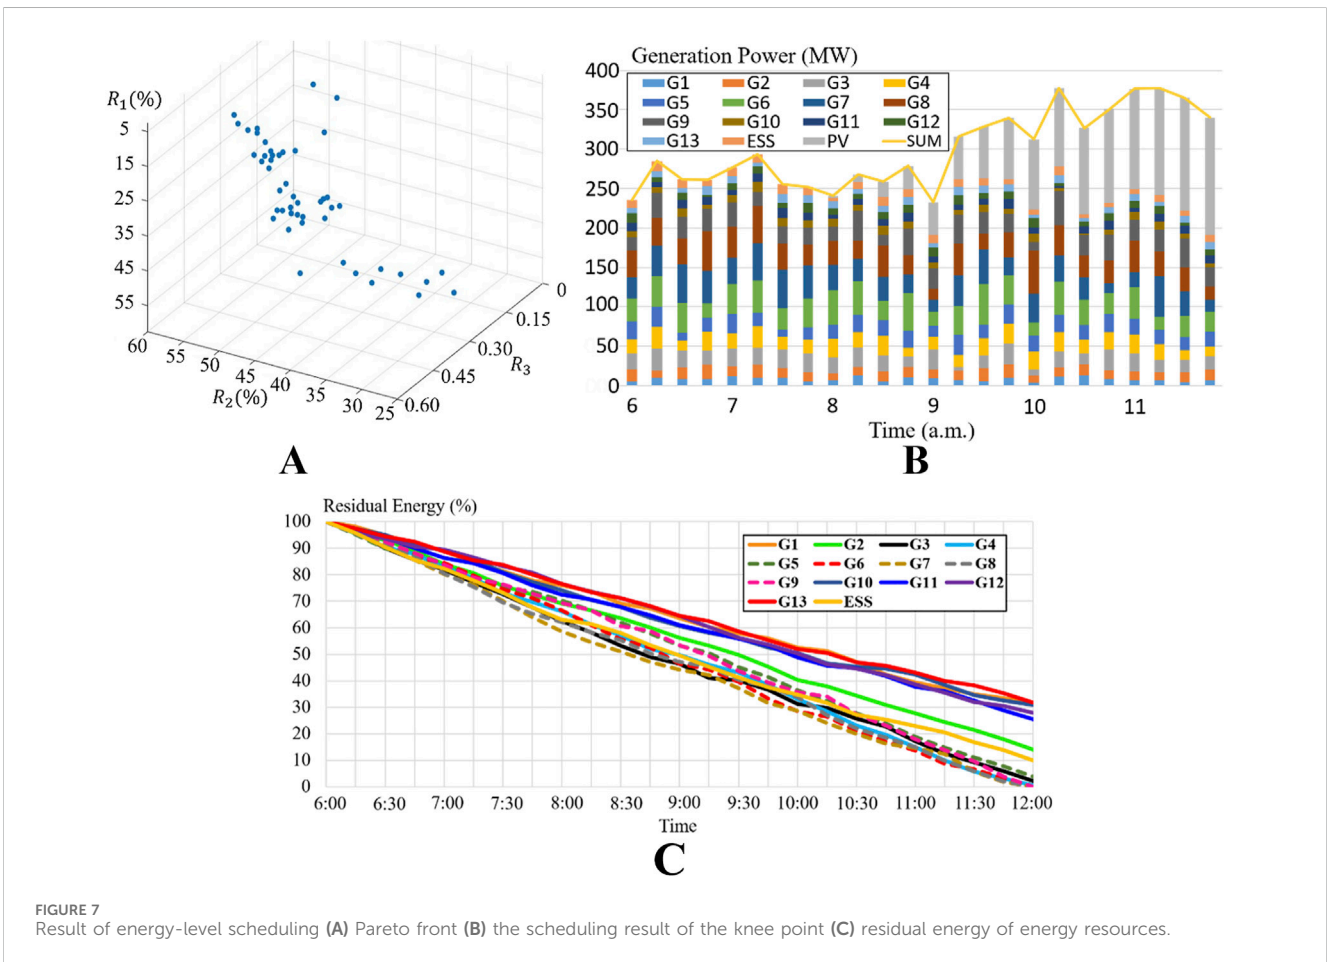 R1(%)
5
15
25
35
45
55
60
55
50
45
40
35
30
25
R2(%)
0
0.15
0.30
0.45
0.60
R3
A
Generation Power (MW)
400
350
300
250
200
150
100
50
0
G1 G2 G3 G4
G5 G6 G7 G8
G9 G10 G11 G12
G13 ESS PV SUM
6 7 8 9 10 11
Time (a.m.)
B
Residual Energy (%)
100
90
80
70
60
50
40
30
20
10
0
G1 G2 G3 G4
G5 G6 G7 G8
G9 G10 G11 G12
G13 ESS
6:00 6:30 7:00 7:30 8:00 8:30 9:00 9:30 10:00 10:30 11:00 11:30 12:00
Time
C
FIGURE 7
Result of energy-level scheduling (A) Pareto front (B) the scheduling result of the knee point (C) residual energy of energy resources.